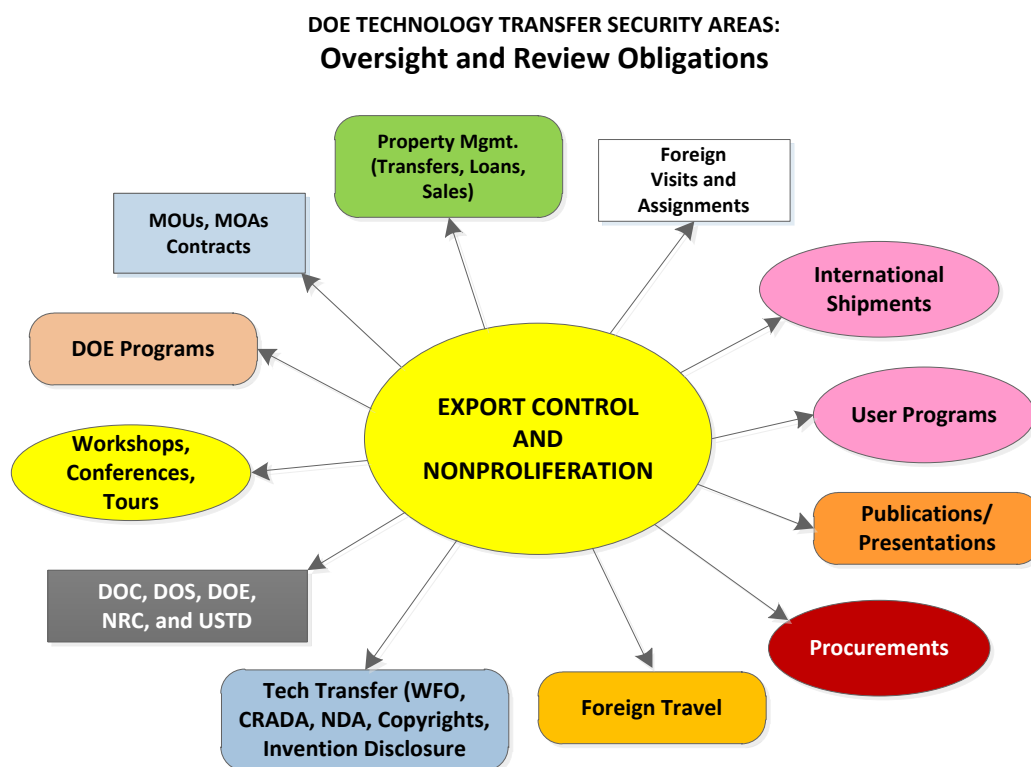 DOE TECHNOLOGY TRANSFER SECURITY AREAS:
Oversight and Review Obligations
Property Mgmt.
(Transfers, Loans,
Sales)
Foreign
Visits and
Assignments
MOUs, MOAs
Contracts
International
Shipments
DOE Programs
EXPORT CONTROL
AND
NONPROLIFERATION
User Programs
Workshops,
Conferences,
Tours
Publications/
Presentations
DOC, DOS, DOE,
NRC, and USTD
Procurements
Tech Transfer (WFO,
CRADA, NDA, Copyrights,
Invention Disclosure
Foreign Travel